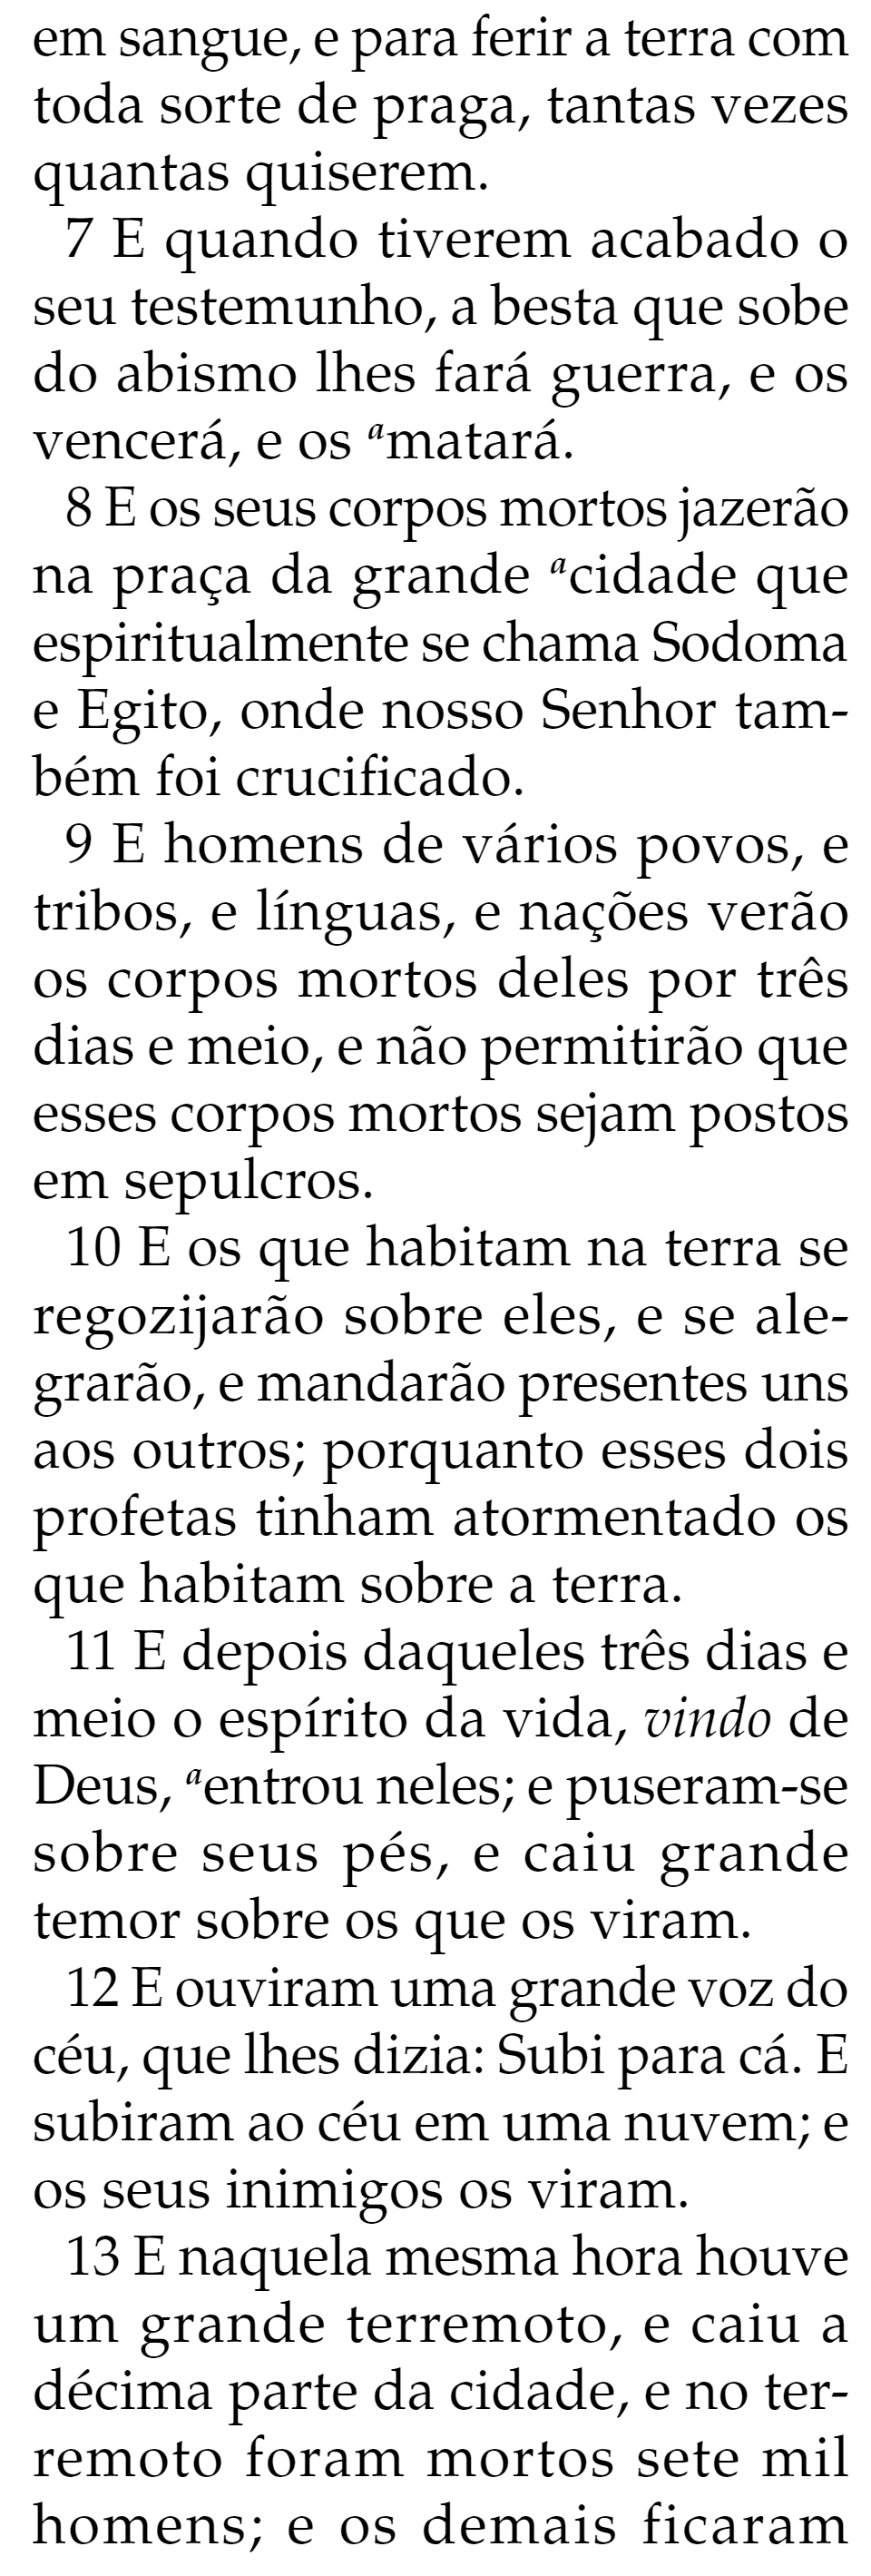 em sangue, e para ferir a terra com
toda sorte de praga, tantas vezes
quantas quiserem.
7 E quando tiverem acabado o
seu testemunho, a besta que sobe
do abismo lhes fará guerra, e os
vencerá, e os ᵃmatará.
8 E os seus corpos mortos jazerão
na praça da grande ᵃcidade que
espiritualmente se chama Sodoma
e Egito, onde nosso Senhor tam-
bém foi crucificado.
9 E homens de vários povos, e
tribos, e línguas, e nações verão
os corpos mortos deles por três
dias e meio, e não permitirão que
esses corpos mortos sejam postos
em sepulcros.
10 E os que habitam na terra se
regozijarão sobre eles, e se ale-
grarão, e mandarão presentes uns
aos outros; porquanto esses dois
profetas tinham atormentado os
que habitam sobre a terra.
11 E depois daqueles três dias e
meio o espírito da vida, vindo de
Deus, ᵃentrou neles; e puseram-se
sobre seus pés, e caiu grande
temor sobre os que os viram.
12 E ouviram uma grande voz do
céu, que lhes dizia: Subi para cá. E
subiram ao céu em uma nuvem; e
os seus inimigos os viram.
13 E naquela mesma hora houve
um grande terremoto, e caiu a
décima parte da cidade, e no ter-
remoto foram mortos sete mil
homens; e os demais ficaram